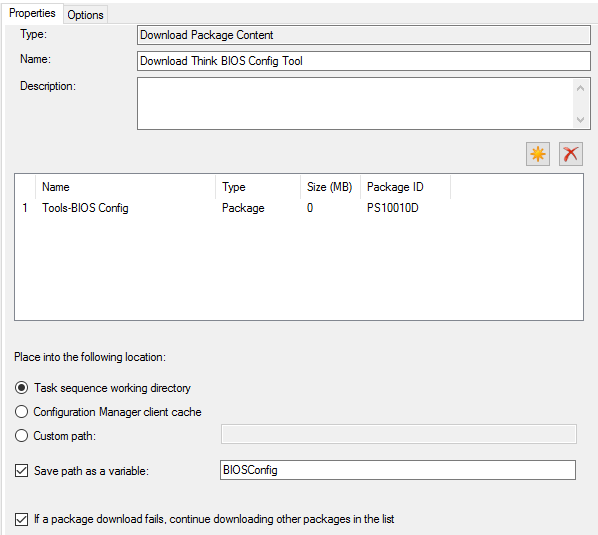 Properties Options
Type: Download Package Content
Name: Download Think BIOS Config Tool
Description:
Name Type Size (MB) Package ID
1 Tools-BIOS Config Package 0 PS10010D
Place into the following location:
Task sequence working directory
Configuration Manager client cache
Custom path:
Save path as a variable: BIOSConfig
If a package download fails, continue downloading other packages in the list